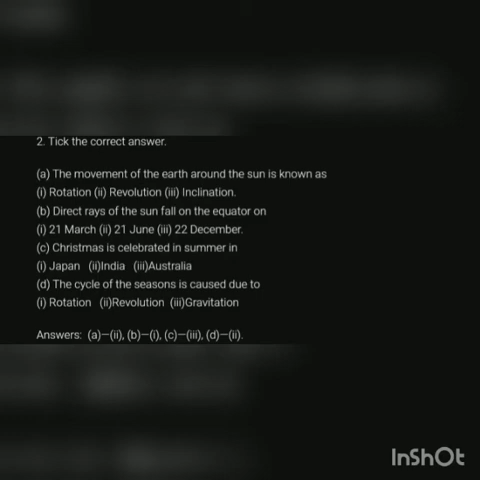 2. Tick the correct answer.
(a) The movement of the earth around the sun is known as
(i) Rotation (ii) Revolution (iii) Inclination.
(b) Direct rays of the sun fall on the equator on
(i) 21 March (ii) 21 June (iii) 22 December.
(c) Christmas is celebrated in summer in
(i) Japan (ii)India (iii)Australia
(d) The cycle of the seasons is caused due to
(i) Rotation (ii)Revolution (iii)Gravitation
Answers: (a)—(ii), (b)—(i), (c)—(iii), (d)—(ii).
InShOt